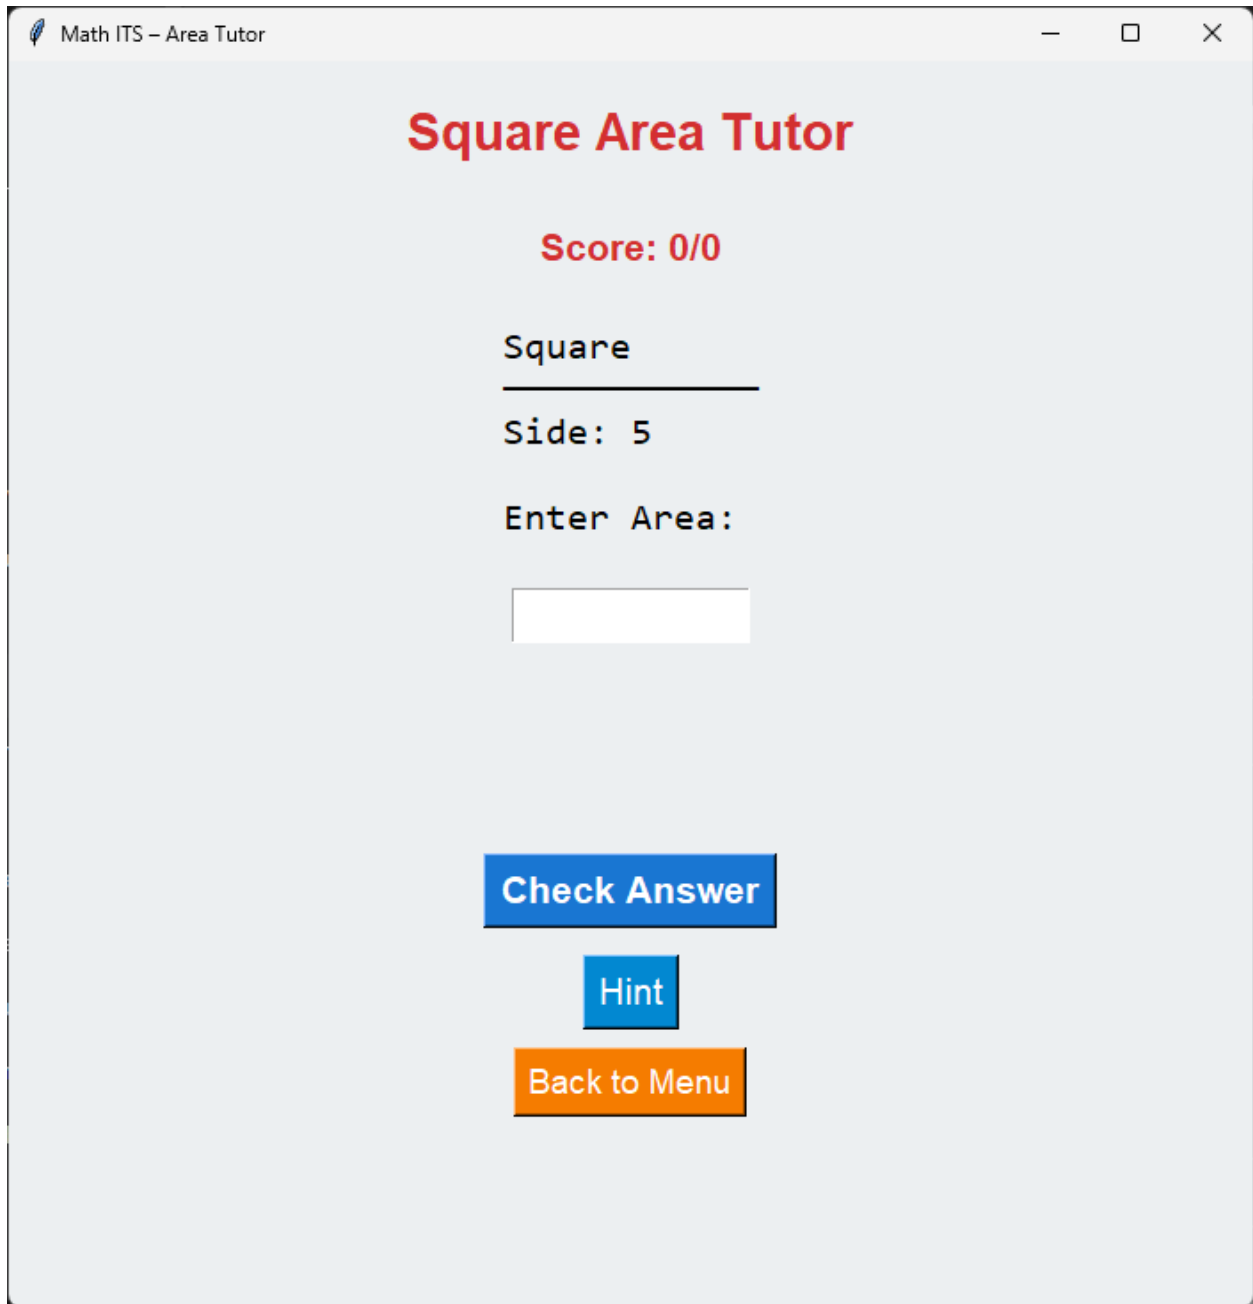 Math ITS – Area Tutor
Square Area Tutor
Score: 0/0
Square
Side: 5
Enter Area:
Check Answer
Hint
Back to Menu